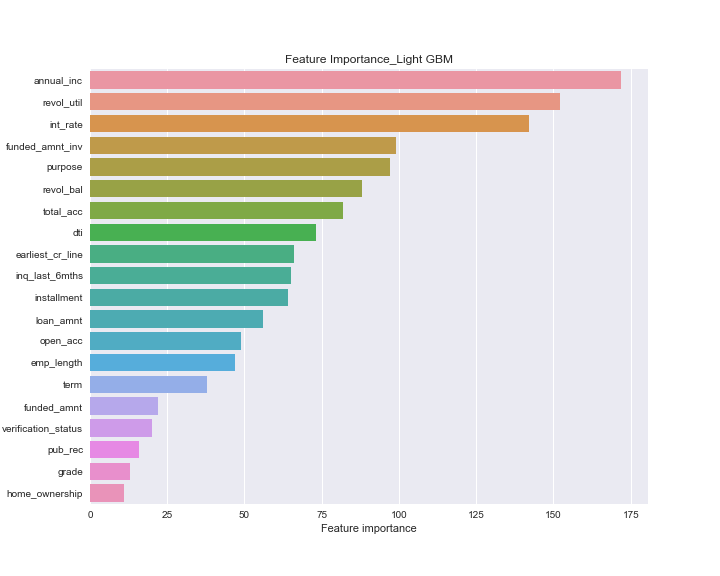 Feature Importance_Light GBM
annual_inc
revol_util
int_rate
funded_amnt_inv
purpose
revol_bal
total_acc
dti
earliest_cr_line
inq_last_6mths
installment
loan_amnt
open_acc
emp_length
term
funded_amnt
verification_status
pub_rec
grade
home_ownership
0 25 50 75 100 125 150 175
Feature importance